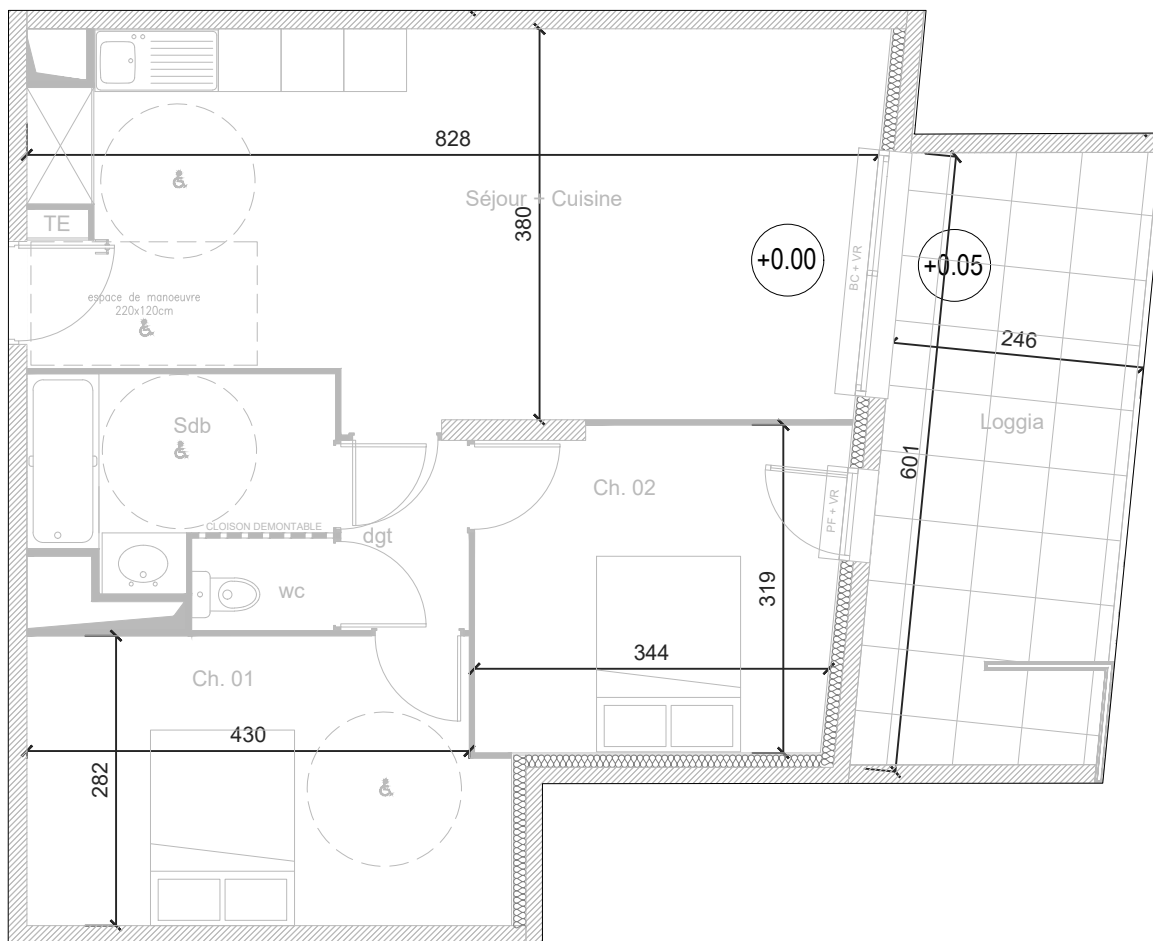 828
Séjour + Cuisine
380
TE
+0.00
BC + VR
+0.05
espace de manoeuvre
220x120cm
246
Sdb
Loggia
601
Ch. 02
PF + VR
CLOISON DEMONTABLE
dgt
wc
319
344
Ch. 01
430
282